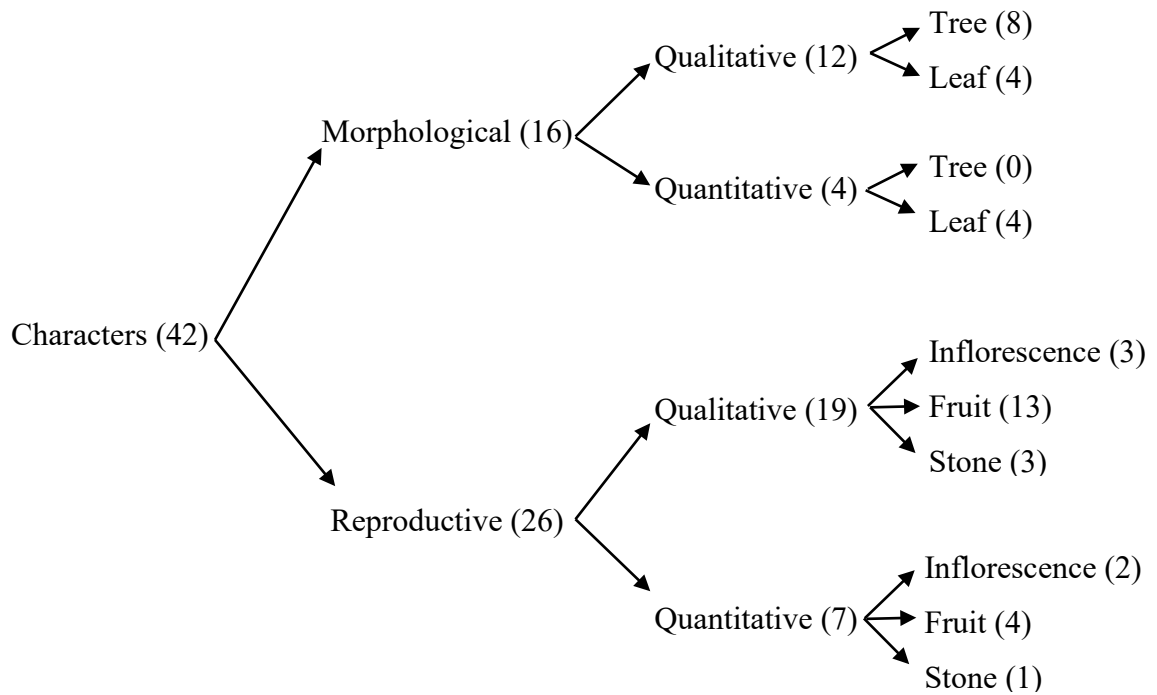 Tree (8)
Qualitative (12)
Leaf (4)
Morphological (16)
Tree (0)
Quantitative (4)
Leaf (4)
Characters (42)
Inflorescence (3)
Qualitative (19)
Fruit (13)
Stone (3)
Reproductive (26)
Inflorescence (2)
Quantitative (7)
Fruit (4)
Stone (1)